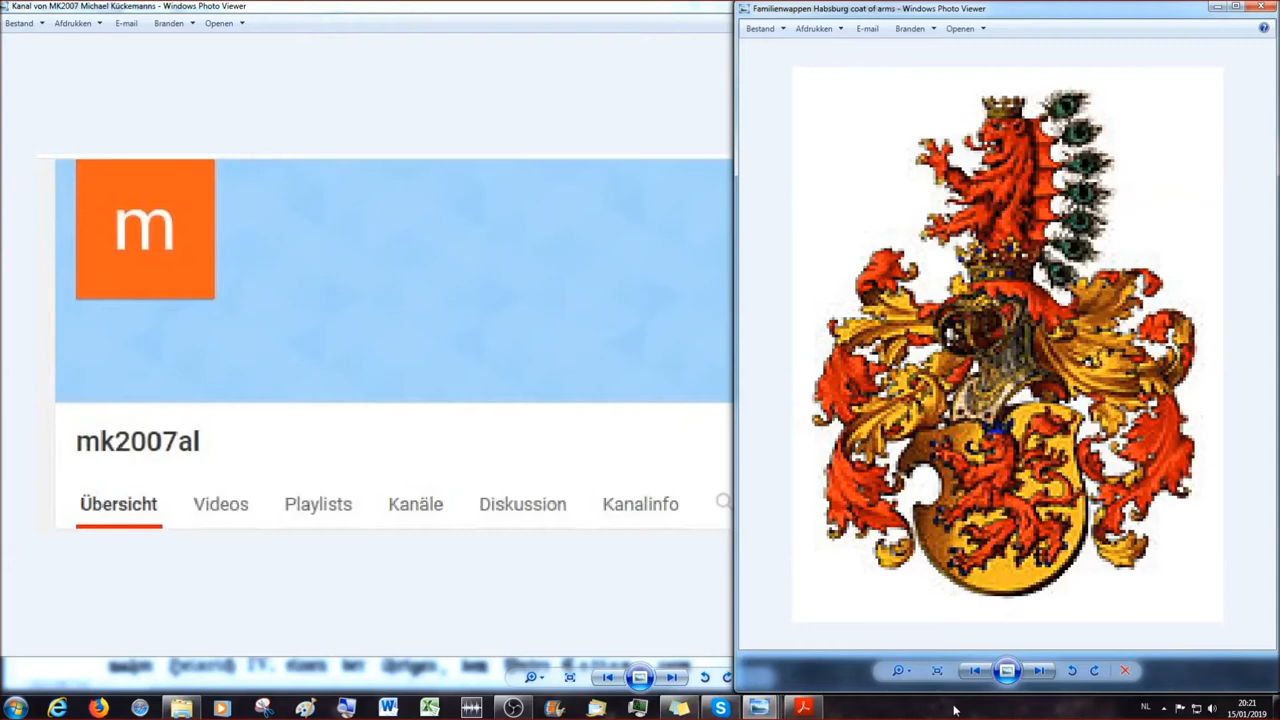 Kanal von MK2007 Michael Kückemanns - Windows Photo Viewer
Bestand Afdrukken E-mail Branden Openen
m
mk2007al
Übersicht Videos Playlists Kanäle Diskussion Kanalinfo
Familienwappen Habsburg coat of arms - Windows Photo Viewer
Bestand Afdrukken E-mail Branden Openen
NL
20:21
15/01/2019